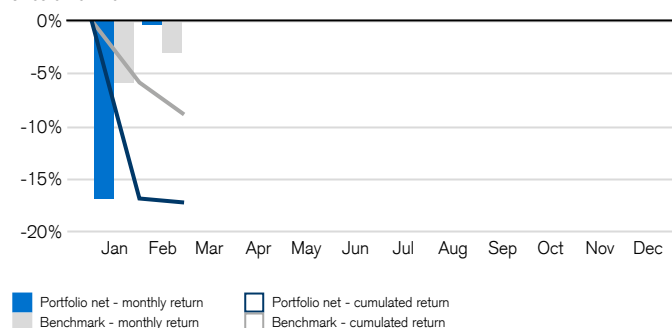 0%
-5%
-10%
-15%
-20%
Jan Feb Mar Apr May Jun Jul Aug Sep Oct Nov Dec
Portfolio net - monthly return Portfolio net - cumulated return
Benchmark - monthly return Benchmark - cumulated return